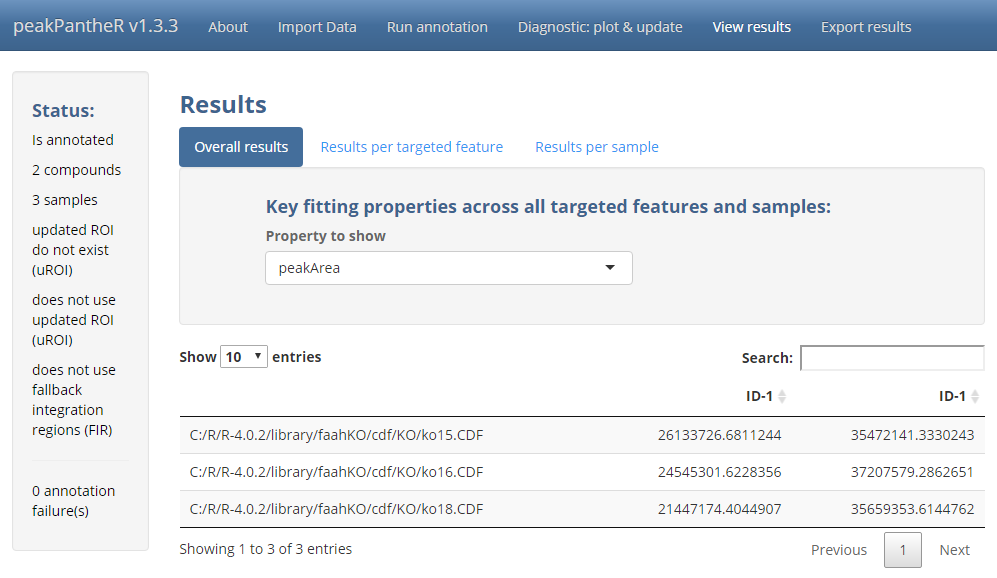 peakPantheR v1.3.3 About Import Data Run annotation Diagnostic: plot & update View results Export results
Status:
Is annotated
2 compounds
3 samples
updated ROI
do not exist
(uROI)
does not use
updated ROI
(uROI)
does not use
fallback
integration
regions (FIR)
0 annotation
failure(s)
Results
Overall results Results per targeted feature Results per sample
Key fitting properties across all targeted features and samples:
Property to show
peakArea
Show 10 entries Search:
ID-1 ID-1
C:/R/R-4.0.2/library/faahKO/cdf/KO/ko15.CDF 26133726.6811244 35472141.3330243
C:/R/R-4.0.2/library/faahKO/cdf/KO/ko16.CDF 24545301.6228356 37207579.2862651
C:/R/R-4.0.2/library/faahKO/cdf/KO/ko18.CDF 21447174.4044907 35659353.6144762
Showing 1 to 3 of 3 entries Previous 1 Next